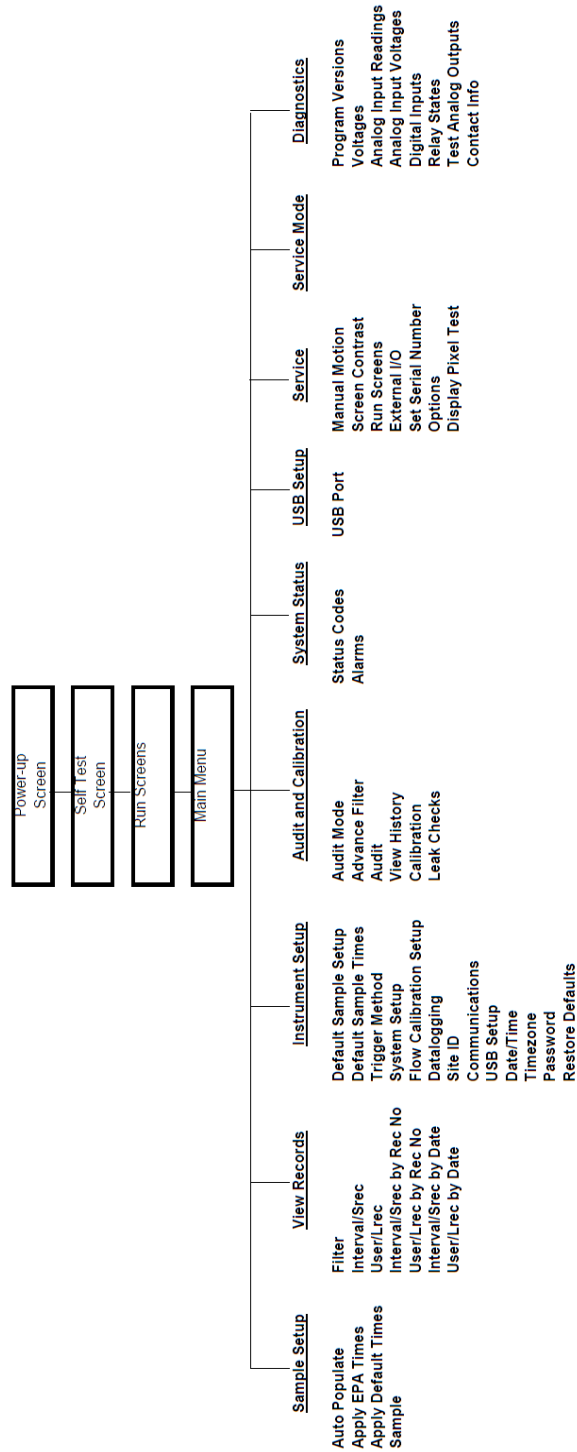 Power-up
Screen
Self Test
Screen
Run Screens
Main Menu
Sample Setup
Auto Populate
Apply EPA Times
Apply Default Times
Sample
View Records
Filter
Interval/Srec
User/Lrec
Interval/Srec by Rec No
User/Lrec by Rec No
Interval/Srec by Date
User/Lrec by Date
Instrument Setup
Default Sample Setup
Default Sample Times
Trigger Method
System Setup
Flow Calibration Setup
Datalogging
Site ID
Communications
USB Setup
Date/Time
Timezone
Password
Restore Defaults
Audit and Calibration
Audit Mode
Advance Filter
Audit
View History
Calibration
Leak Checks
System Status
Status Codes
Alarms
USB Setup
USB Port
Service
Manual Motion
Screen Contrast
Run Screens
External I/O
Set Serial Number
Options
Display Pixel Test
Service Mode
Diagnostics
Program Versions
Voltages
Analog Input Readings
Analog Input Voltages
Digital Inputs
Relay States
Test Analog Outputs
Contact Info